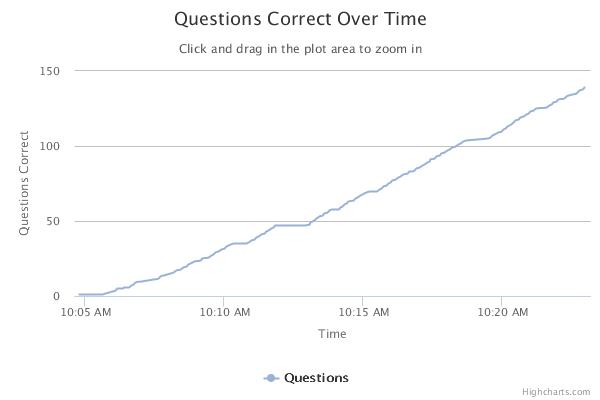 Questions Correct Over Time
Click and drag in the plot area to zoom in
Questions Correct
150
100
50
0
10:05 AM 10:10 AM 10:15 AM 10:20 AM
Time
Questions
Highcharts.com